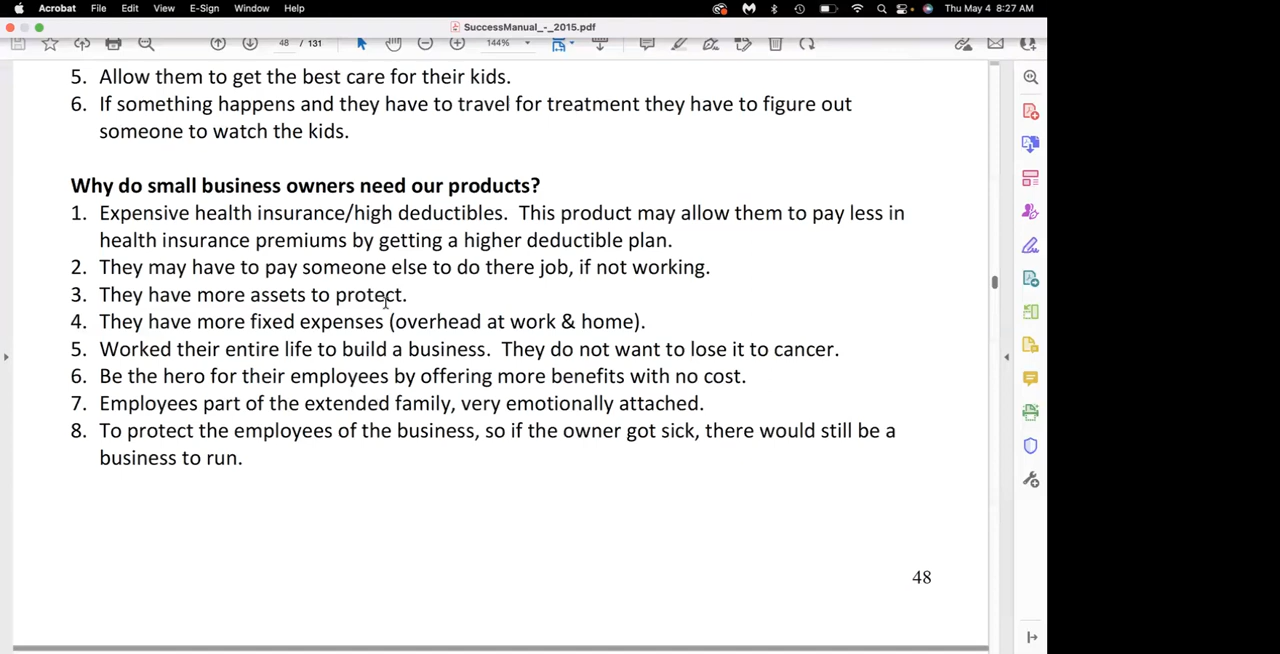 Acrobat File Edit View E-Sign Window Help Thu May 4 8:27 AM
SuccessManual_-_2015.pdf
48 / 131 144%
5. Allow them to get the best care for their kids.
6. If something happens and they have to travel for treatment they have to figure out
someone to watch the kids.
Why do small business owners need our products?
1. Expensive health insurance/high deductibles. This product may allow them to pay less in
health insurance premiums by getting a higher deductible plan.
2. They may have to pay someone else to do there job, if not working.
3. They have more assets to protect.
4. They have more fixed expenses (overhead at work & home).
5. Worked their entire life to build a business. They do not want to lose it to cancer.
6. Be the hero for their employees by offering more benefits with no cost.
7. Employees part of the extended family, very emotionally attached.
8. To protect the employees of the business, so if the owner got sick, there would still be a
business to run.
48